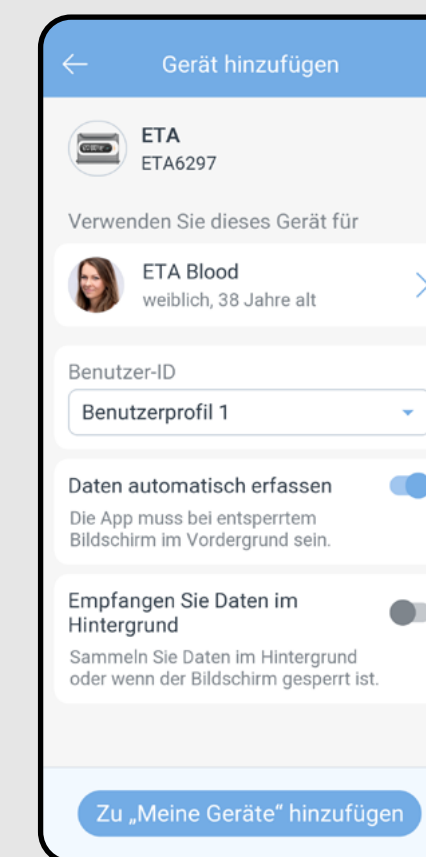 Gerät hinzufügen
ETA
ETA6297
Verwenden Sie dieses Gerät für
ETA Blood
weiblich, 38 Jahre alt
Benutzer-ID
Benutzerprofil 1
Daten automatisch erfassen
Die App muss bei entsperrtem
Bildschirm im Vordergrund sein.
Empfangen Sie Daten im
Hintergrund
Sammeln Sie Daten im Hintergrund
oder wenn der Bildschirm gesperrt ist.
Zu „Meine Geräte“ hinzufügen